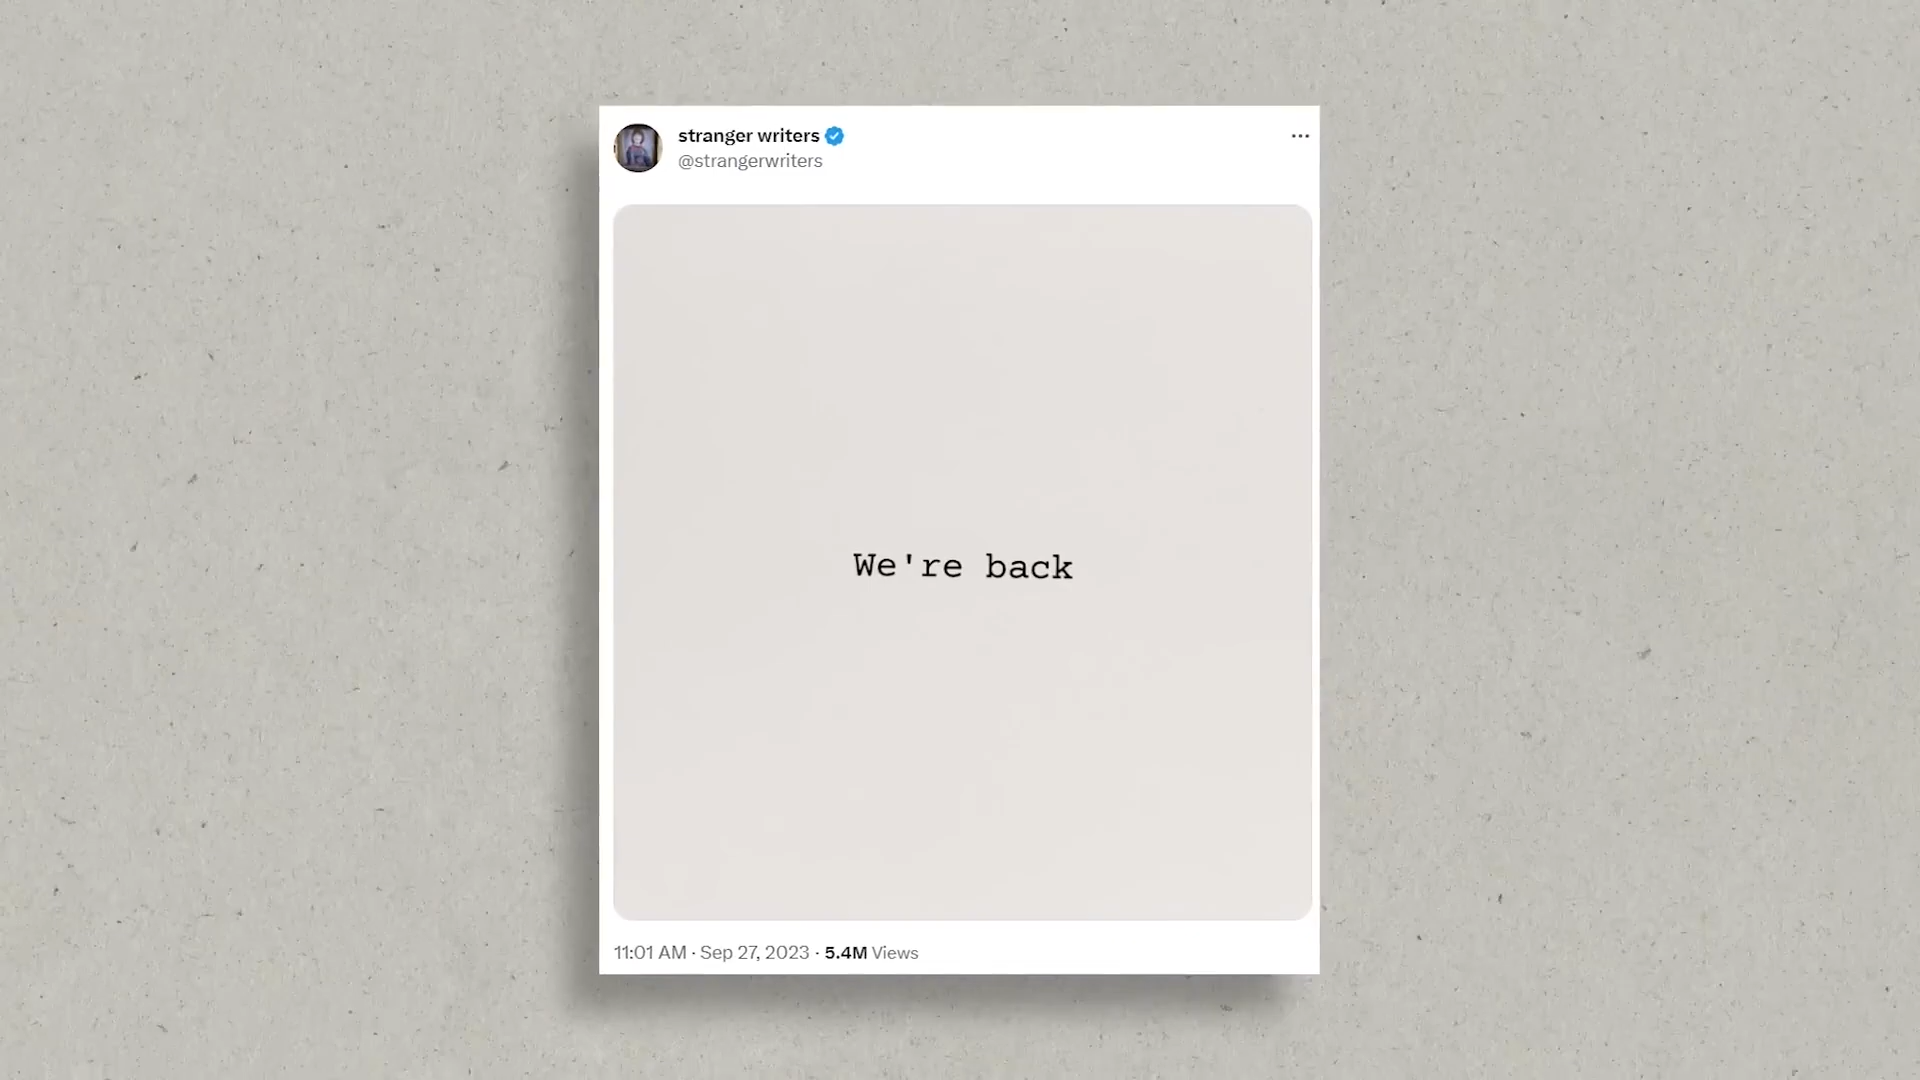 stranger writers
@strangerwriters
We're back
11:01 AM · Sep 27, 2023 · 5.4M Views